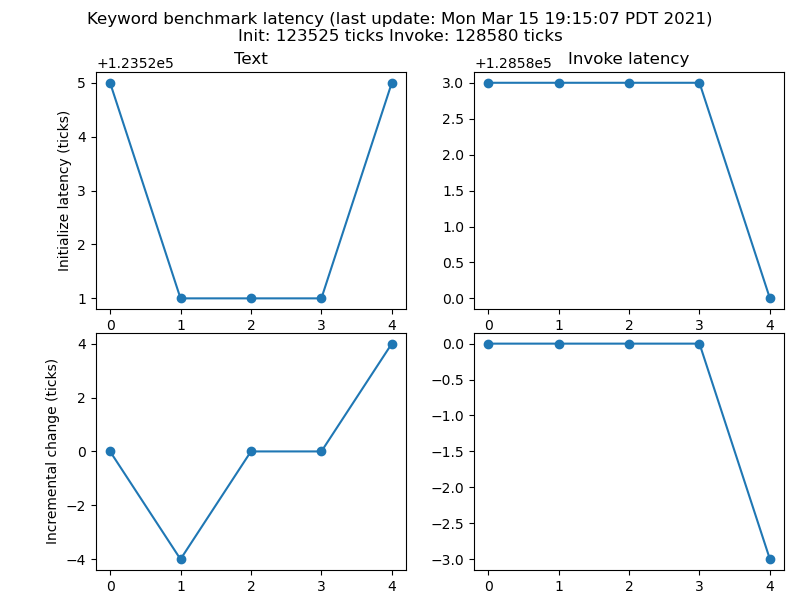 Keyword benchmark latency (last update: Mon Mar 15 19:15:07 PDT 2021)
Init: 123525 ticks Invoke: 128580 ticks
Text
+1.2352e5
5
4
3
2
1
Initialize latency (ticks)
0 1 2 3 4
Invoke latency
+1.2858e5
3.0
2.5
2.0
1.5
1.0
0.5
0.0
0 1 2 3 4
4
2
0
−2
−4
Incremental change (ticks)
0 1 2 3 4
0.0
−0.5
−1.0
−1.5
−2.0
−2.5
−3.0
0 1 2 3 4